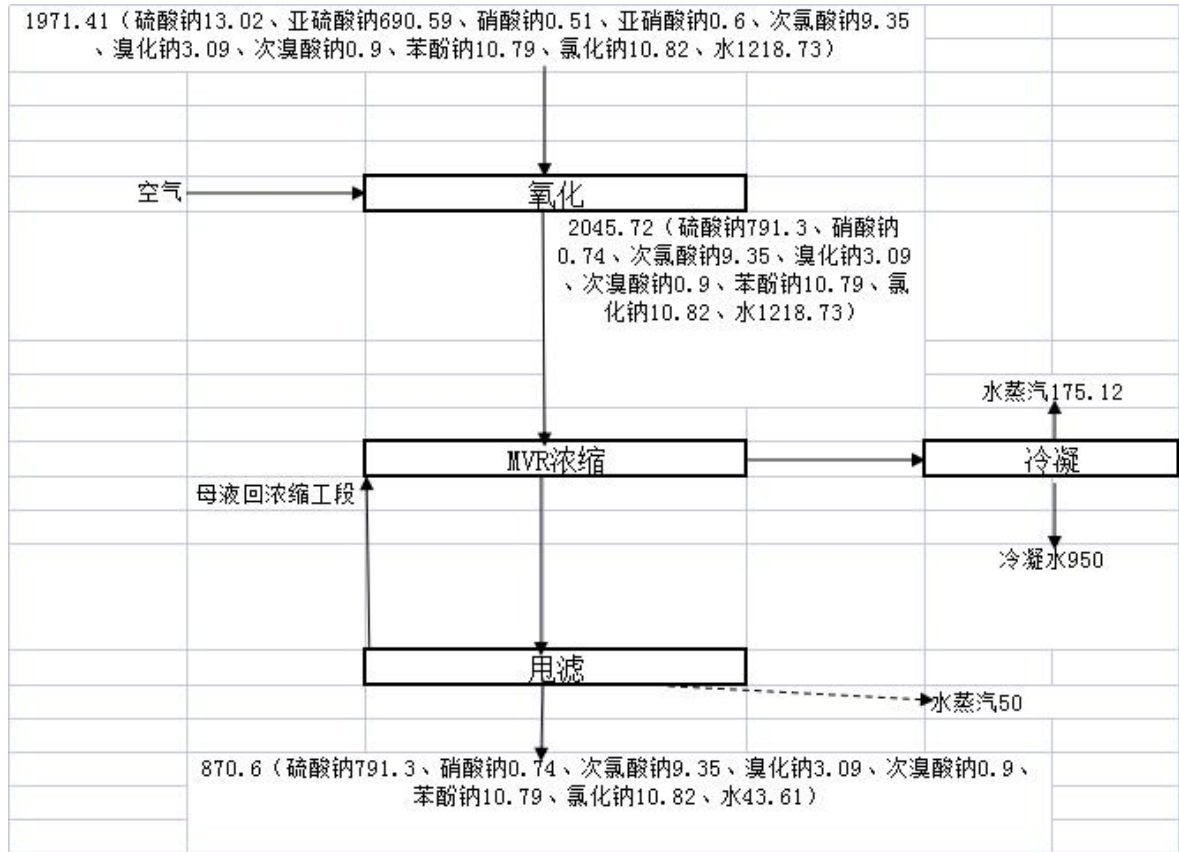 1971.41（硫酸钠13.02、亚硫酸钠690.59、硝酸钠0.51、亚硝酸钠0.6、次氯酸钠9.35
、溴化钠3.09、次溴酸钠0.9、苯酚钠10.79、氯化钠10.82、水1218.73）
空气
氧化
2045.72（硫酸钠791.3、硝酸钠
0.74、次氯酸钠9.35、溴化钠3.09
、次溴酸钠0.9、苯酚钠10.79、氯
化钠10.82、水1218.73）
水蒸汽175.12
MVR浓缩
冷凝
母液回浓缩工段
冷凝水950
甩滤
水蒸汽50
870.6（硫酸钠791.3、硝酸钠0.74、次氯酸钠9.35、溴化钠3.09、次溴酸钠0.9、
苯酚钠10.79、氯化钠10.82、水43.61）